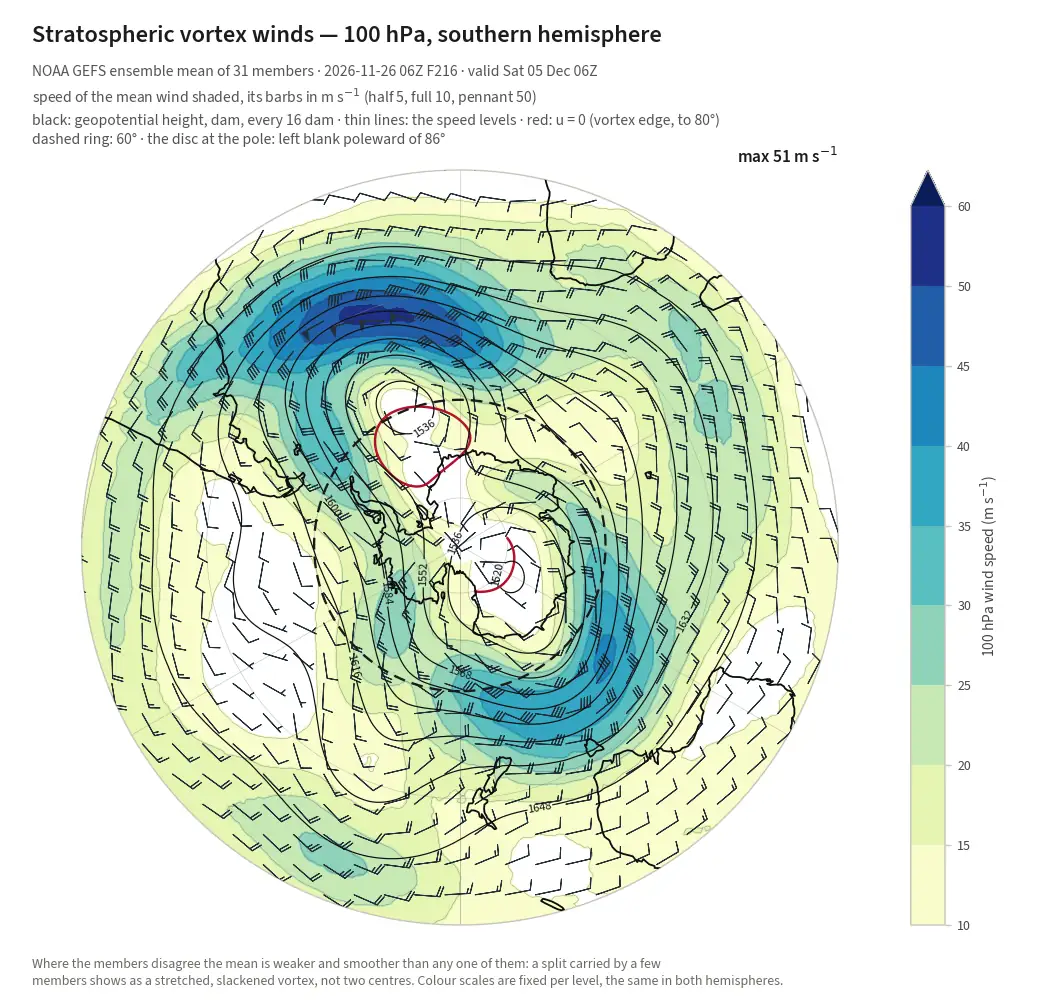 Stratospheric vortex winds — 100 hPa, southern hemisphere
NOAA GEFS ensemble mean of 31 members · 2026-11-26 06Z F216 · valid Sat 05 Dec 06Z
speed of the mean wind shaded, its barbs in m s⁻¹ (half 5, full 10, pennant 50)
black: geopotential height, dam, every 16 dam · thin lines: the speed levels · red: u = 0 (vortex edge, to 80°)
dashed ring: 60° · the disc at the pole: left blank poleward of 86°
max 51 m s⁻¹
60
50
45
40
35
30
25
20
15
10
100 hPa wind speed (m s⁻¹)
1536
1600
1536
1552
1520
1584
1632
1616
1568
1648
Where the members disagree the mean is weaker and smoother than any one of them: a split carried by a few
members shows as a stretched, slackened vortex, not two centres. Colour scales are fixed per level, the same in both hemispheres.